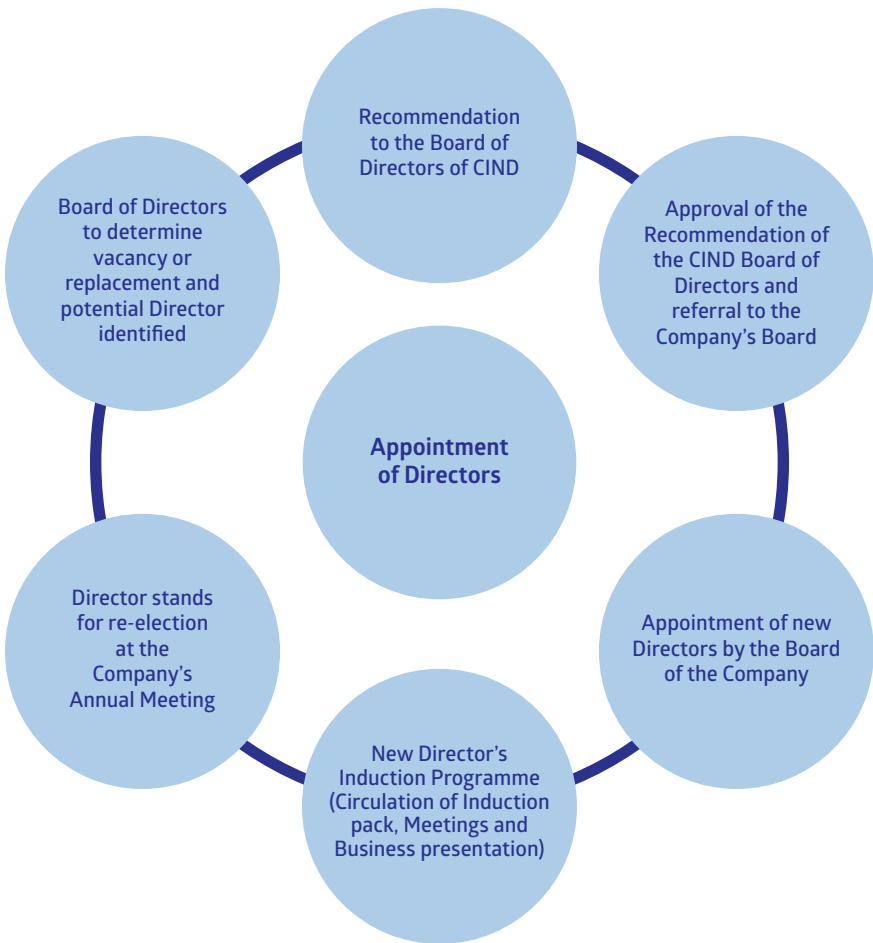 Recommendation
to the Board of
Directors of CIND
Board of Directors
to determine
vacancy or
replacement and
potential Director
identified
Approval of the
Recommendation of
the CIND Board of
Directors and
referral to the
Company’s Board
Appointment
of Directors
Director stands
for re-election
at the
Company’s
Annual Meeting
Appointment of new
Directors by the Board
of the Company
New Director’s
Induction Programme
(Circulation of Induction
pack, Meetings and
Business presentation)